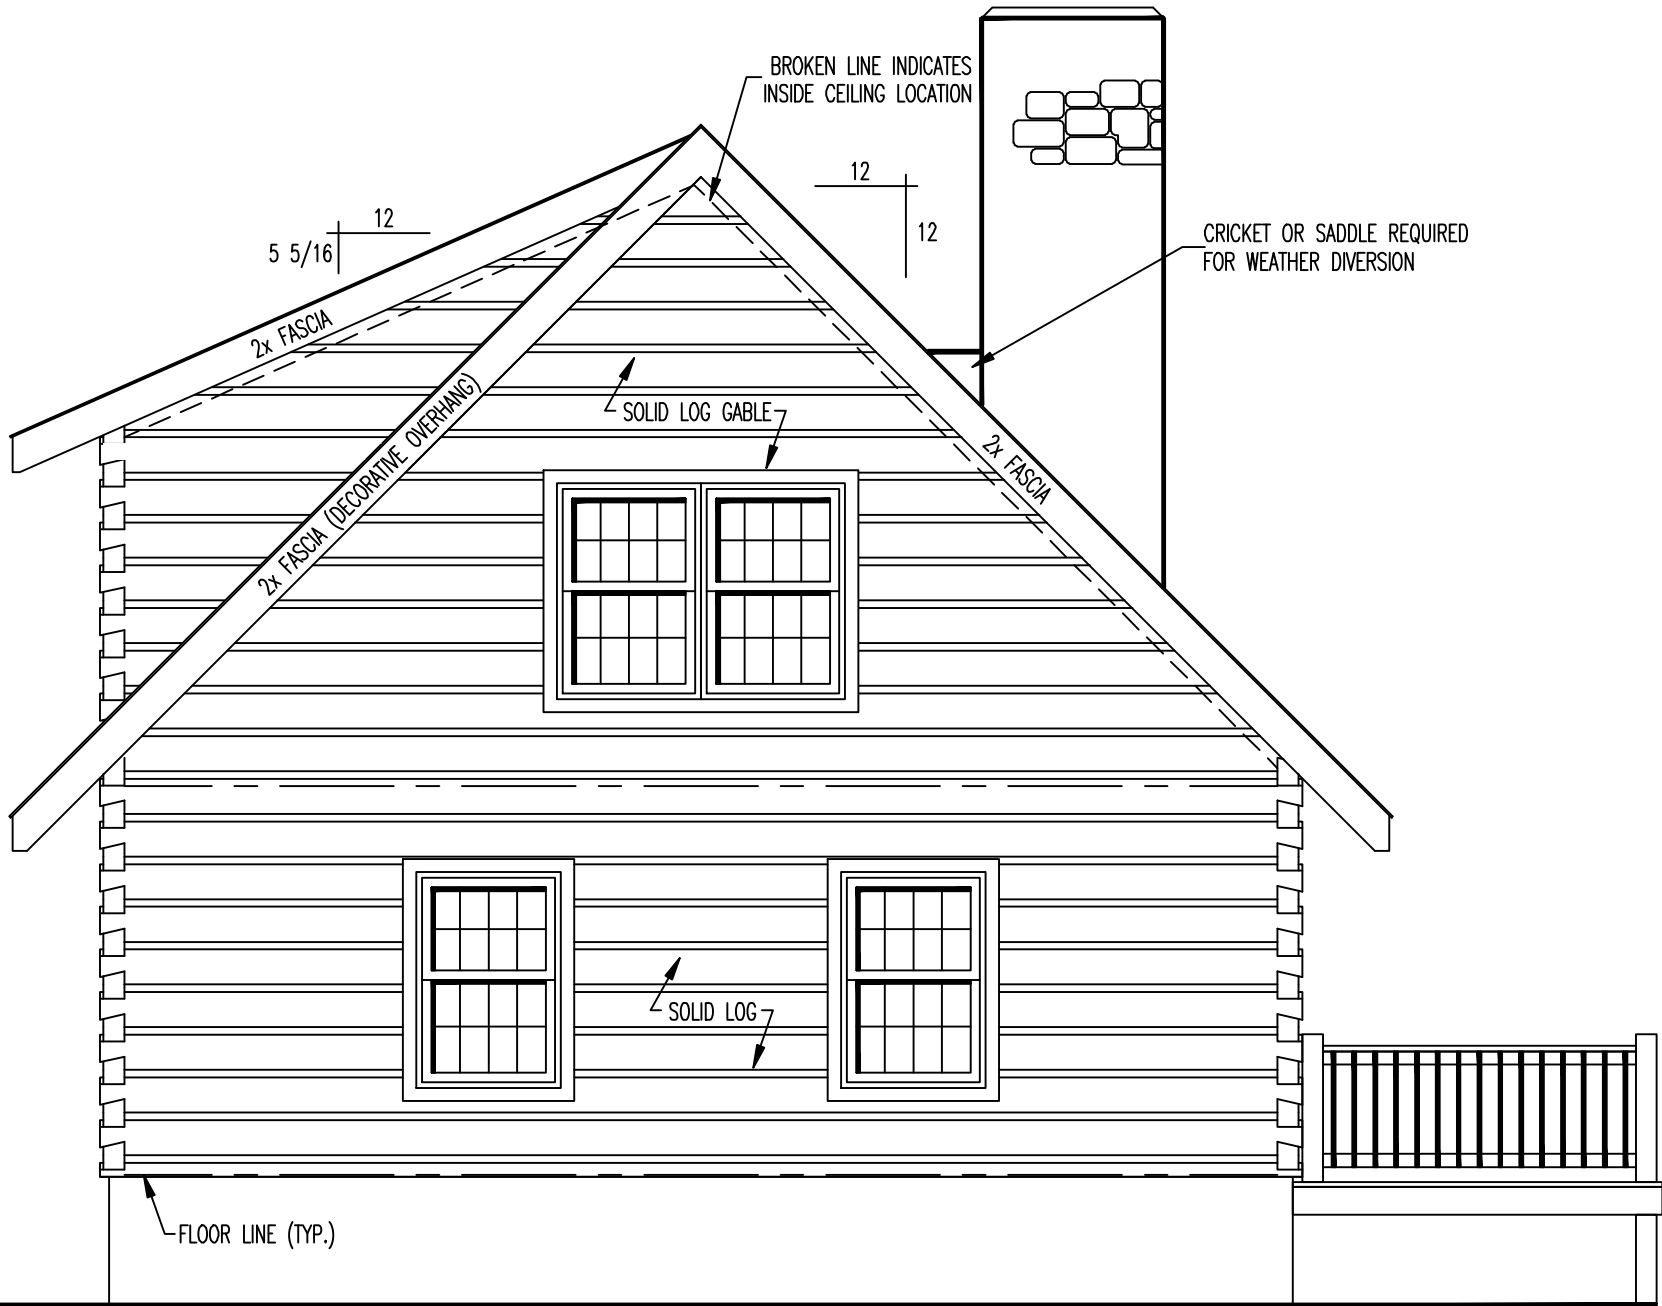 BROKEN LINE INDICATES
INSIDE CEILING LOCATION
12
12
12
5 5/16
CRICKET OR SADDLE REQUIRED
FOR WEATHER DIVERSION
2x FASCIA
2x FASCIA (DECORATIVE OVERHANG)
SOLID LOG GABLE
2x FASCIA
SOLID LOG
FLOOR LINE (TYP.)